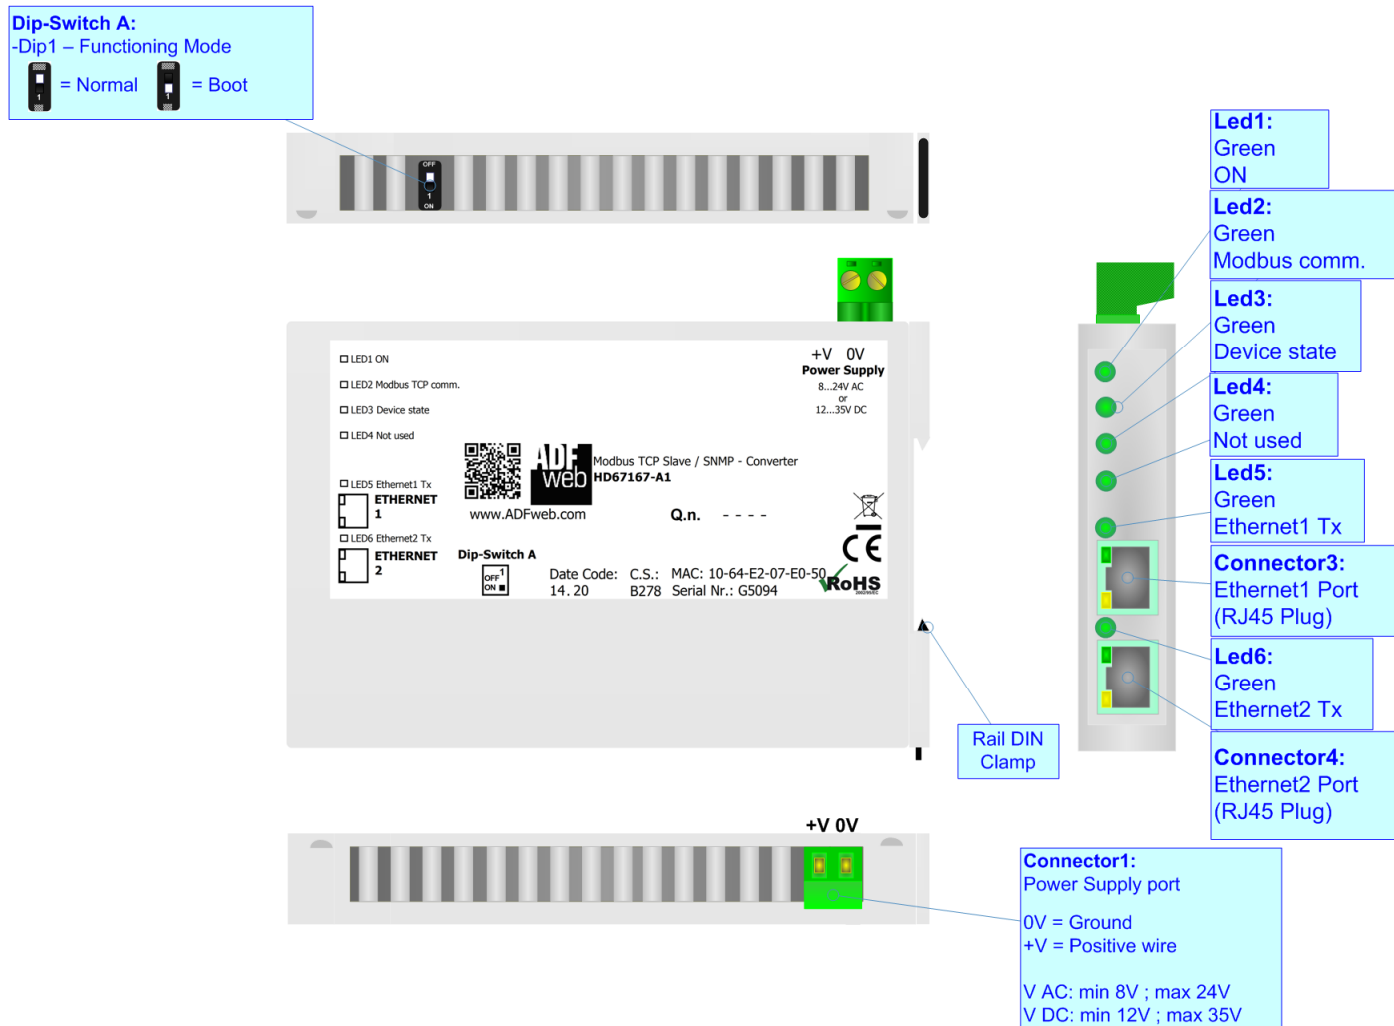 Dip-Switch A:
-Dip1 – Functioning Mode
1 = Normal 1 = Boot
OFF
1
ON
Led1:
Green
ON
Led2:
Green
Modbus comm.
Led3:
Green
Device state
Led4:
Green
Not used
Led5:
Green
Ethernet1 Tx
Connector3:
Ethernet1 Port
(RJ45 Plug)
Led6:
Green
Ethernet2 Tx
Connector4:
Ethernet2 Port
(RJ45 Plug)
LED1 ON
LED2 Modbus TCP comm.
LED3 Device state
LED4 Not used
LED5 Ethernet1 Tx
ETHERNET
1
LED6 Ethernet2 Tx
ETHERNET
2
+V 0V
Power Supply
8...24V AC
or
12...35V DC
ADF
web
Modbus TCP Slave / SNMP - Converter
HD67167-A1
www.ADFweb.com
Q.n. - - - -
Dip-Switch A
1
OFF
ON
Date Code: C.S.: MAC: 10-64-E2-07-E0-50
14.20 B278 Serial Nr.: G5094
CE
RoHS
2002/95/EC
Rail DIN
Clamp
+V 0V
Connector1:
Power Supply port
0V = Ground
+V = Positive wire
V AC: min 8V ; max 24V
V DC: min 12V ; max 35V